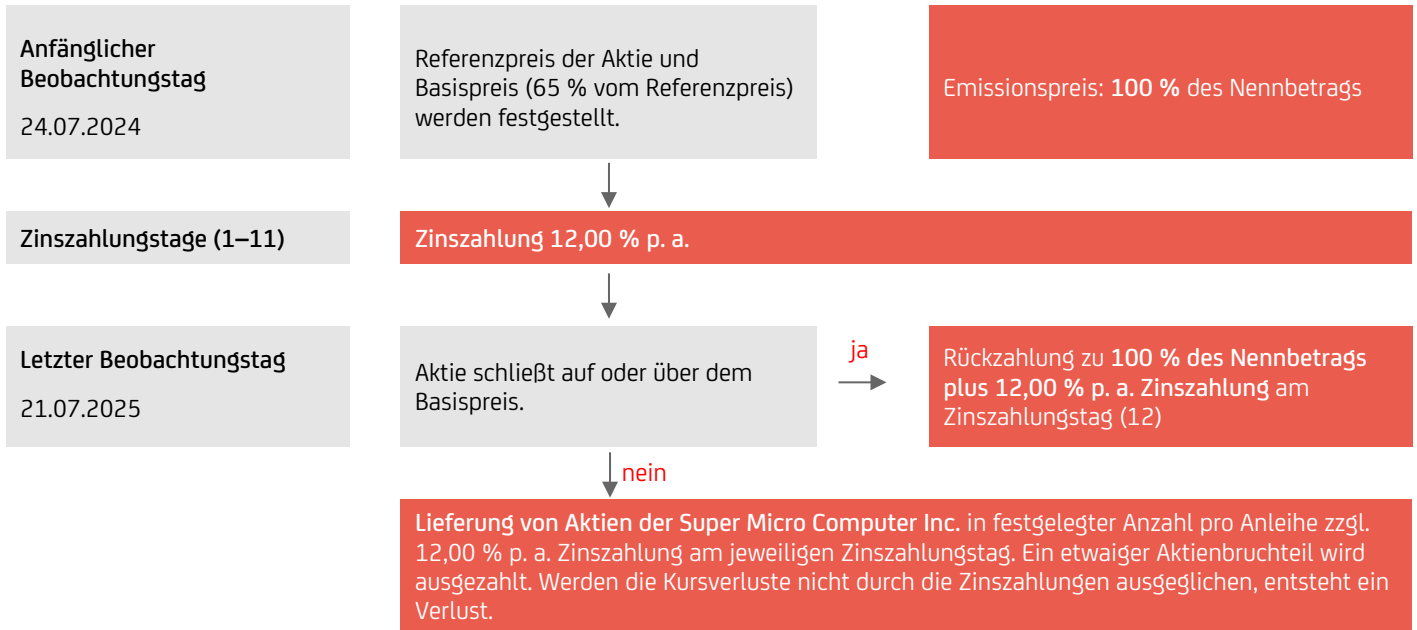 Anfänglicher
Beobachtungstag
24.07.2024
Referenzpreis der Aktie und
Basispreis (65 % vom Referenzpreis)
werden festgestellt.
Emissionspreis: 100 % des Nennbetrags
Zinszahlungstage (1–11)
Zinszahlung 12,00 % p. a.
Letzter Beobachtungstag
21.07.2025
Aktie schließt auf oder über dem
Basispreis.
ja
Rückzahlung zu 100 % des Nennbetrags
plus 12,00 % p. a. Zinszahlung am
Zinszahlungstag (12)
nein
Lieferung von Aktien der Super Micro Computer Inc. in festgelegter Anzahl pro Anleihe zzgl.
12,00 % p. a. Zinszahlung am jeweiligen Zinszahlungstag. Ein etwaiger Aktienbruchteil wird
ausgezahlt. Werden die Kursverluste nicht durch die Zinszahlungen ausgeglichen, entsteht ein
Verlust.